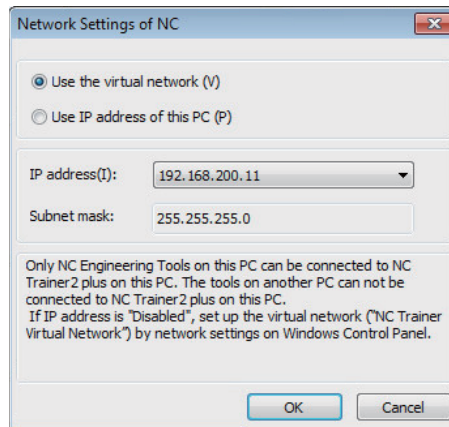 Network Settings of NC
Use the virtual network (V)
Use IP address of this PC (P)
IP address(I): 192.168.200.11
Subnet mask: 255.255.255.0
Only NC Engineering Tools on this PC can be connected to NC
Trainer2 plus on this PC. The tools on another PC can not be
connected to NC Trainer2 plus on this PC.
If IP address is "Disabled", set up the virtual network ("NC Trainer
Virtual Network") by network settings on Windows Control Panel.
OK Cancel